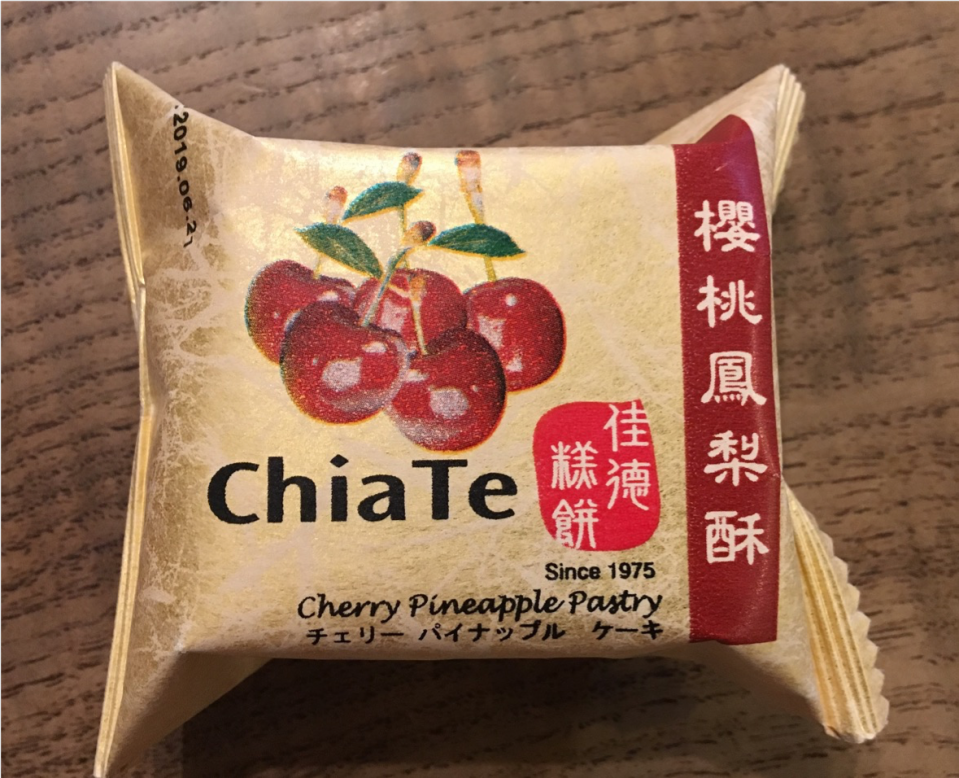 .2019.06.21
櫻桃鳳梨酥
ChiaTe
佳德
糕餅
Since 1975
Cherry Pineapple Pastry
チェリー パイナップル ケーキ